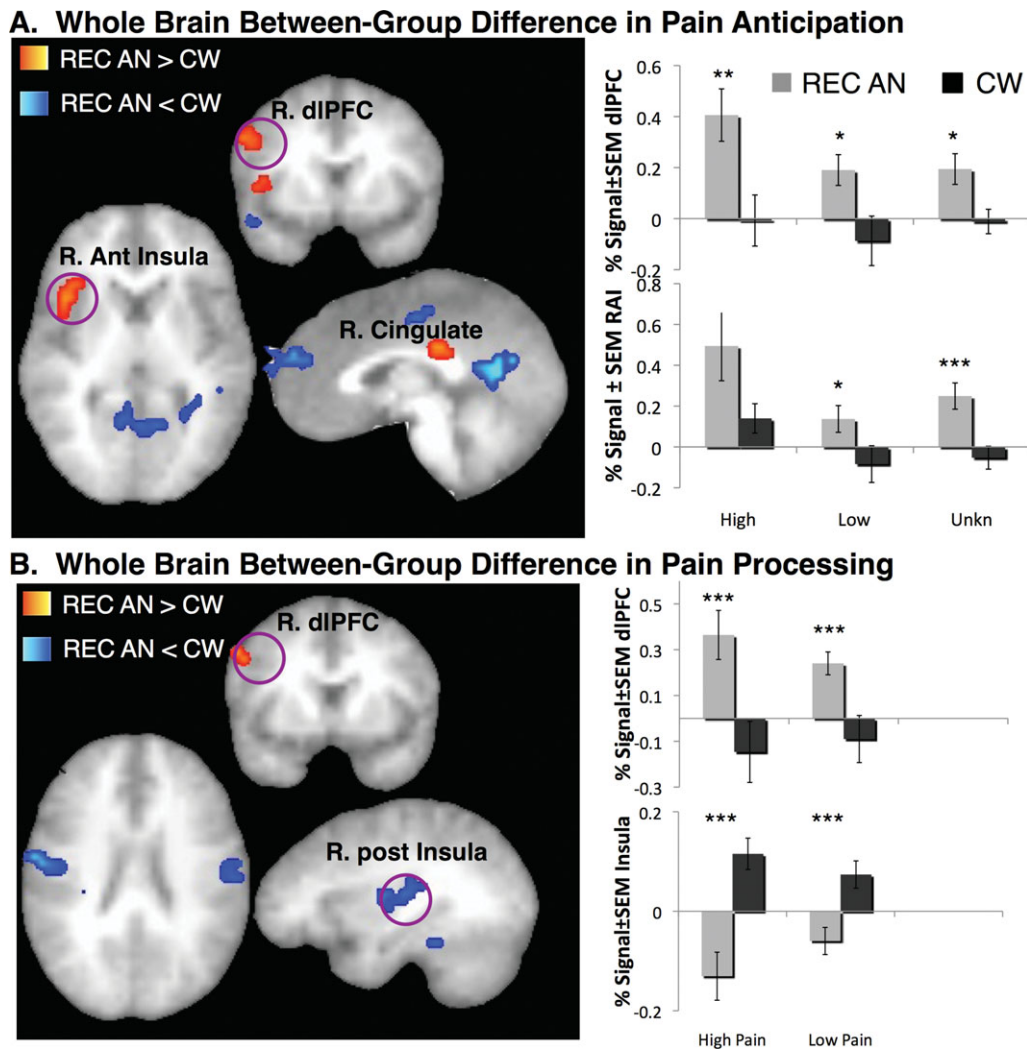 A. Whole Brain Between-Group Difference in Pain Anticipation
REC AN > CW
REC AN < CW
R. dlPFC
R. Ant Insula
R. Cingulate
REC AN
CW
% Signal±SEM dlPFC
0.6
0.4
0.2
0
-0.2
**
*
*
% Signal ± SEM RAI
0.8
0.6
0.4
0.2
0
-0.2
*
***
High
Low
Unkn
B. Whole Brain Between-Group Difference in Pain Processing
REC AN > CW
REC AN < CW
R. dlPFC
R. post Insula
% Signal±SEM dlPFC
0.5
0.3
0.1
-0.1
-0.3
***
***
% Signal±SEM Insula
0.2
0
-0.2
***
***
High Pain
Low Pain